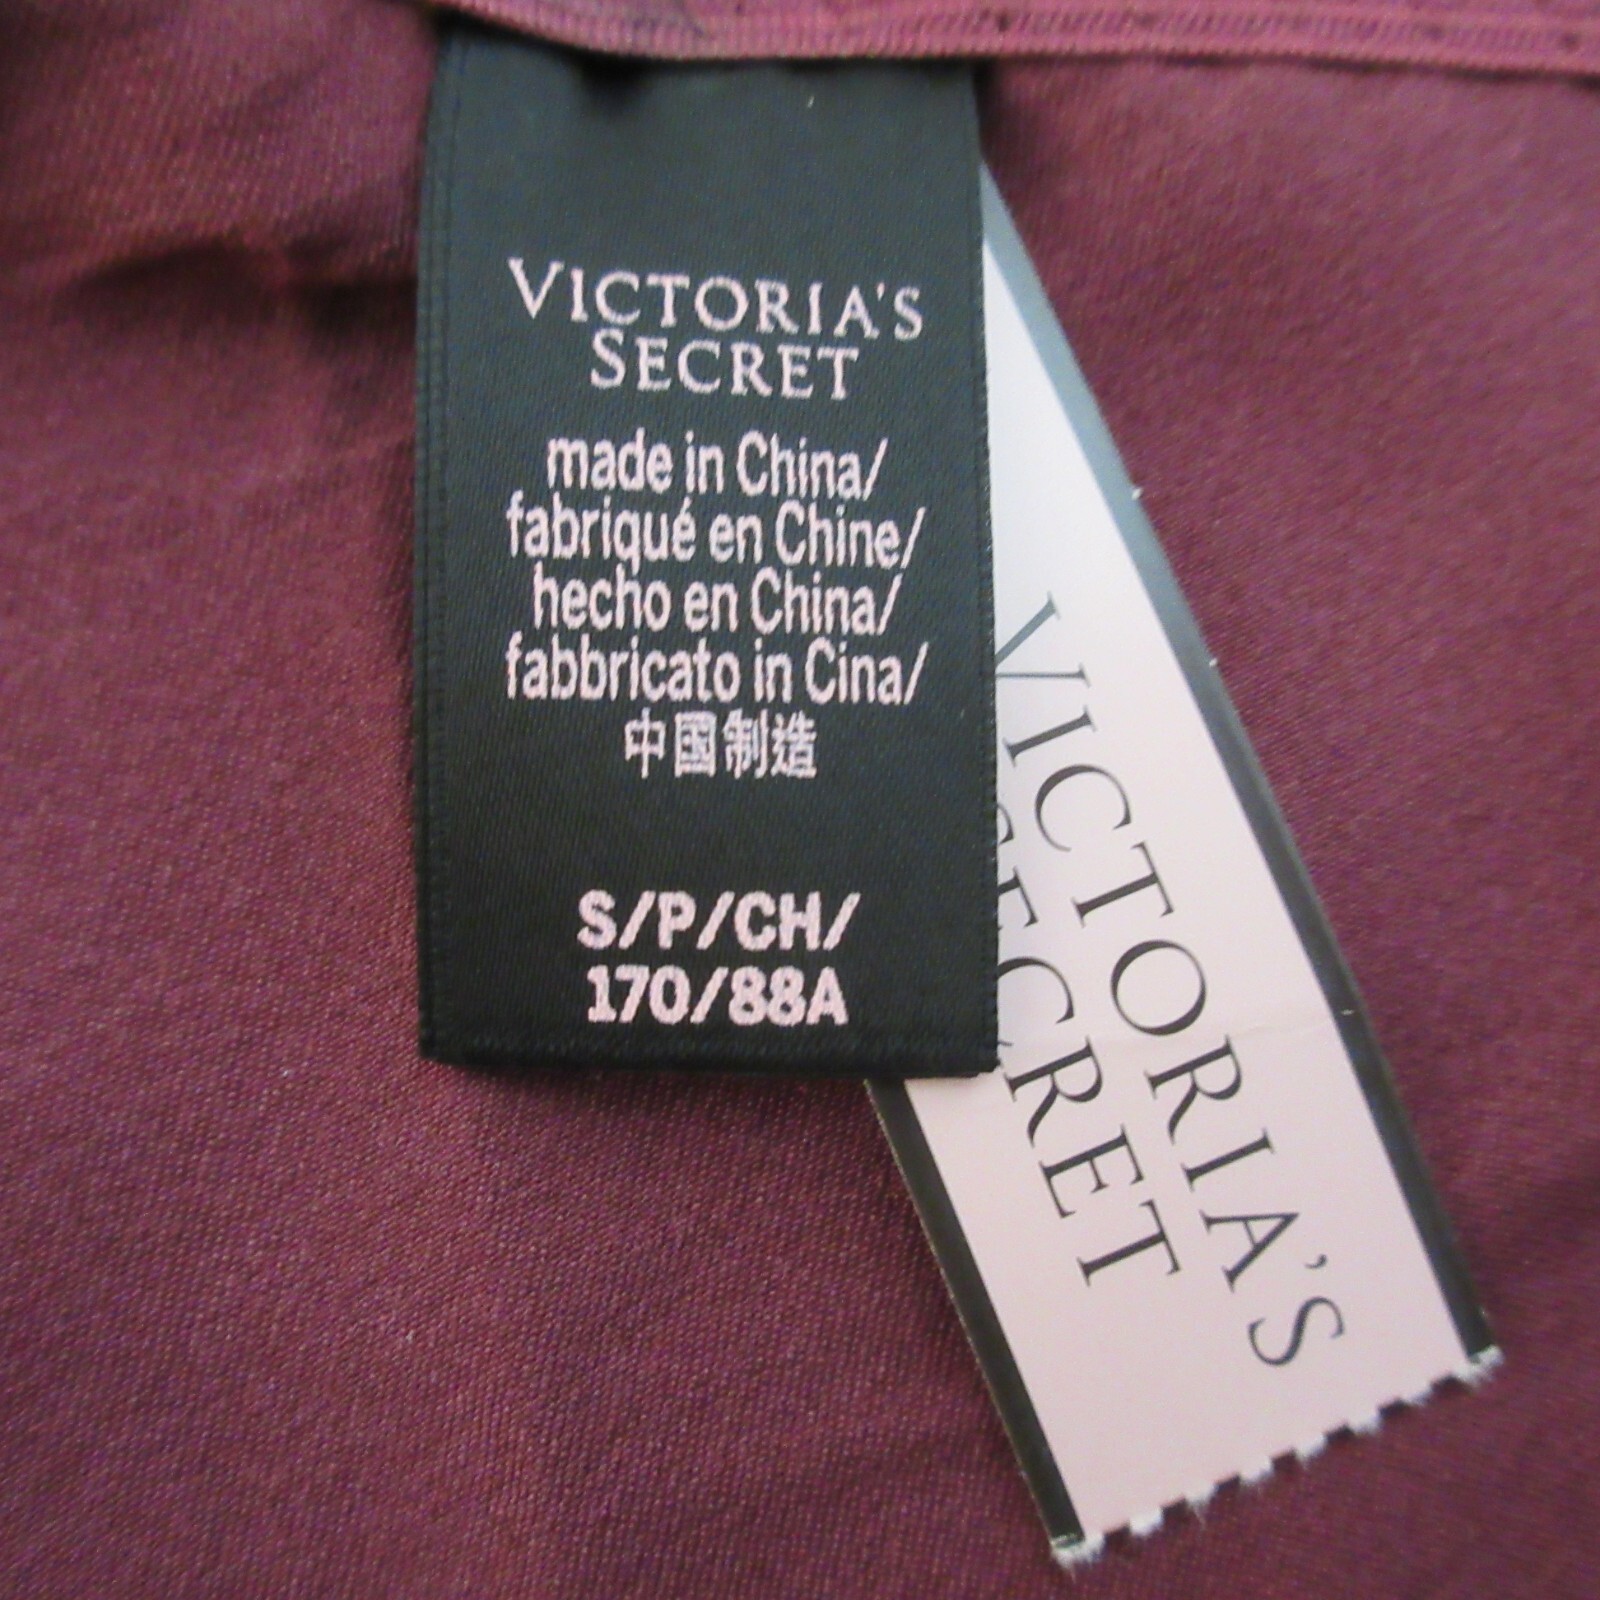 VICTORIA'S
SECRET
made in China/
fabriqué en Chine/
hecho en China/
fabbricato in Cina/
中国制造
S/P/CH/
170/88A
VICTORIA'S
SECRET